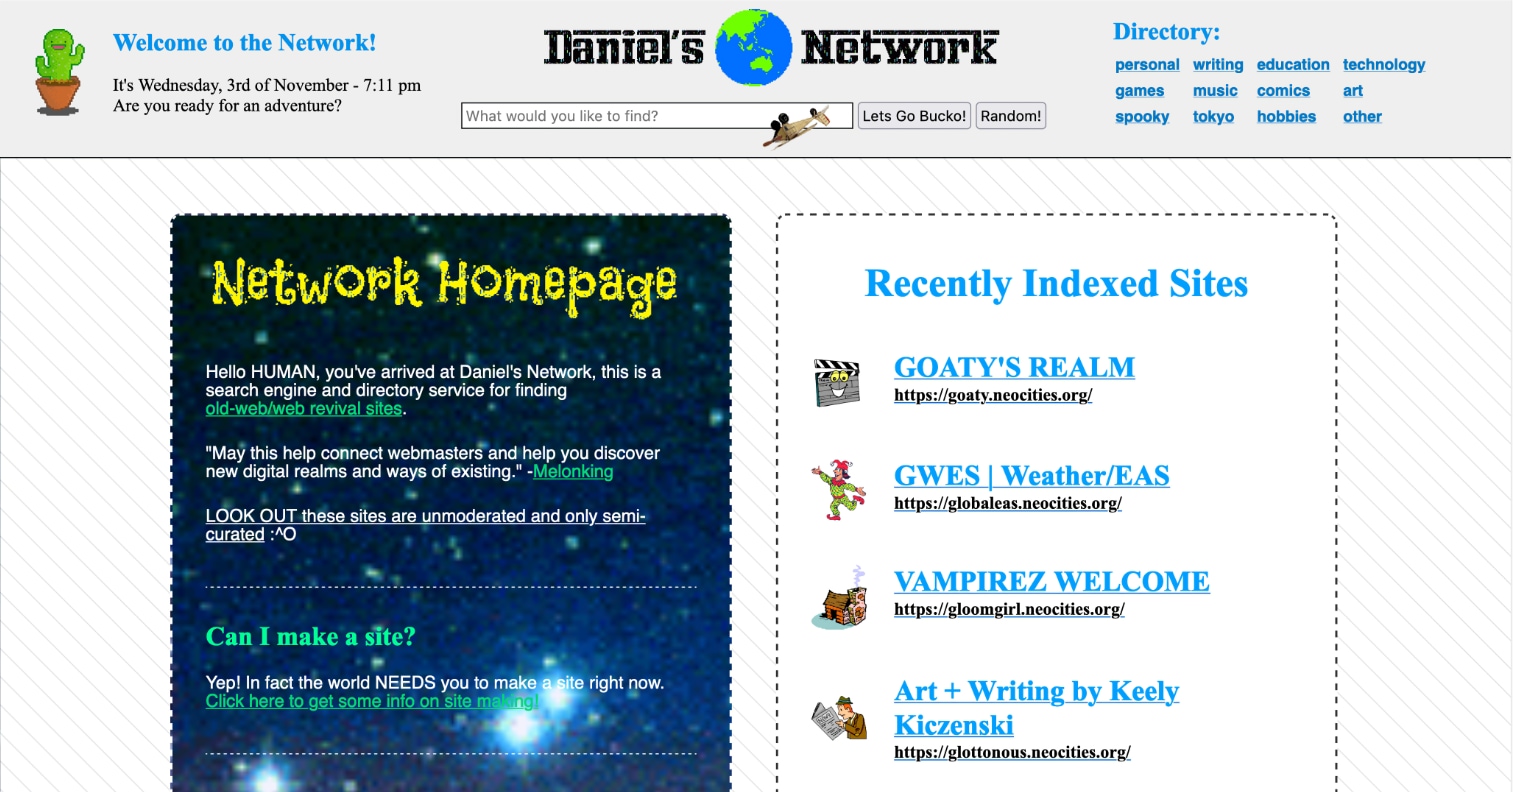 Welcome to the Network!
It's Wednesday, 3rd of November - 7:11 pm
Are you ready for an adventure?
Daniel's Network
What would you like to find?
Lets Go Bucko!
Random!
Directory:
personal writing education technology
games music comics art
spooky tokyo hobbies other
Network Homepage
Hello HUMAN, you've arrived at Daniel's Network, this is a
search engine and directory service for finding
old-web/web revival sites.
"May this help connect webmasters and help you discover
new digital realms and ways of existing." -Melonking
LOOK OUT these sites are unmoderated and only semi-
curated :^O
Can I make a site?
Yep! In fact the world NEEDS you to make a site right now.
Click here to get some info on site making!
Recently Indexed Sites
GOATY'S REALM
https://goaty.neocities.org/
GWES | Weather/EAS
https://globaleas.neocities.org/
VAMPIREZ WELCOME
https://gloomgirl.neocities.org/
Art + Writing by Keely
Kiczenski
https://glottonous.neocities.org/